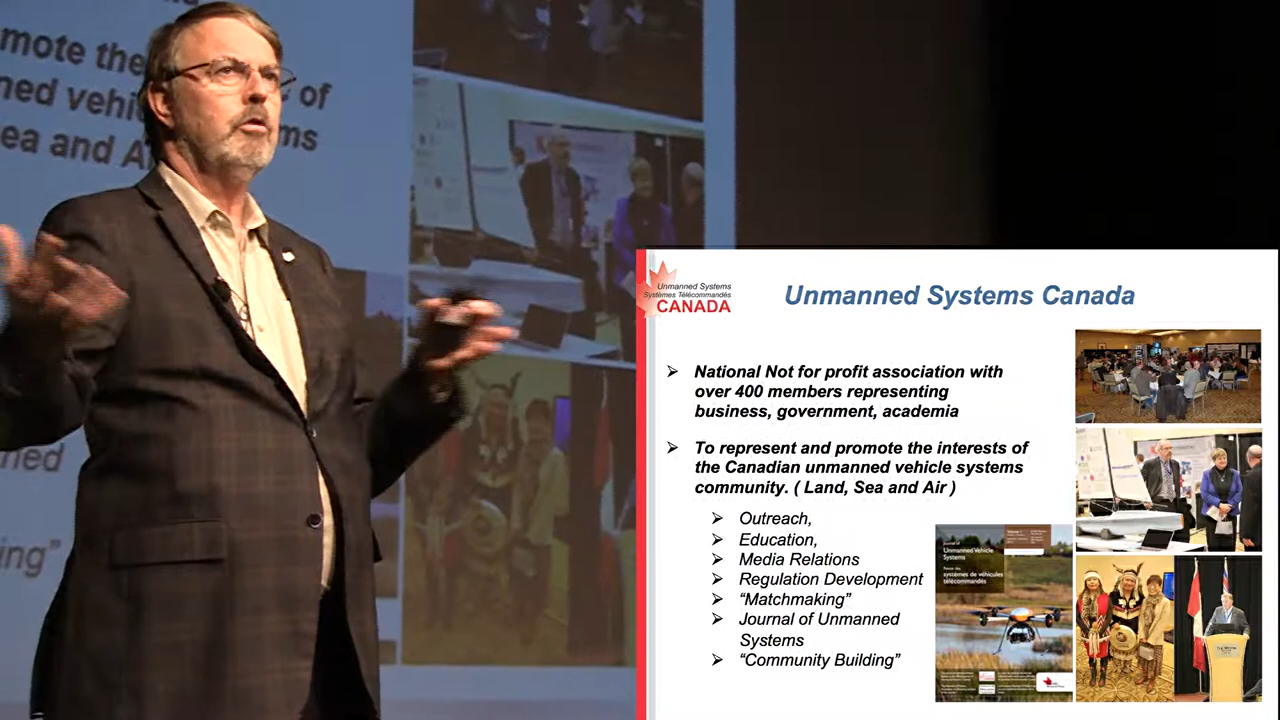 mote the
of
ned vehi
ms
ea and A
ned
ing”
Unmanned Systems
Systèmes Télécommandés
CANADA
Unmanned Systems Canada
➢ National Not for profit association with
over 400 members representing
business, government, academia
➢ To represent and promote the interests of
the Canadian unmanned vehicle systems
community. ( Land, Sea and Air )
➢ Outreach,
➢ Education,
➢ Media Relations
➢ Regulation Development
➢ “Matchmaking”
➢ Journal of Unmanned
Systems
➢ “Community Building”
Journal of
Unmanned Vehicle
Systems
Revue des
systèmes de véhicules
télécommandés